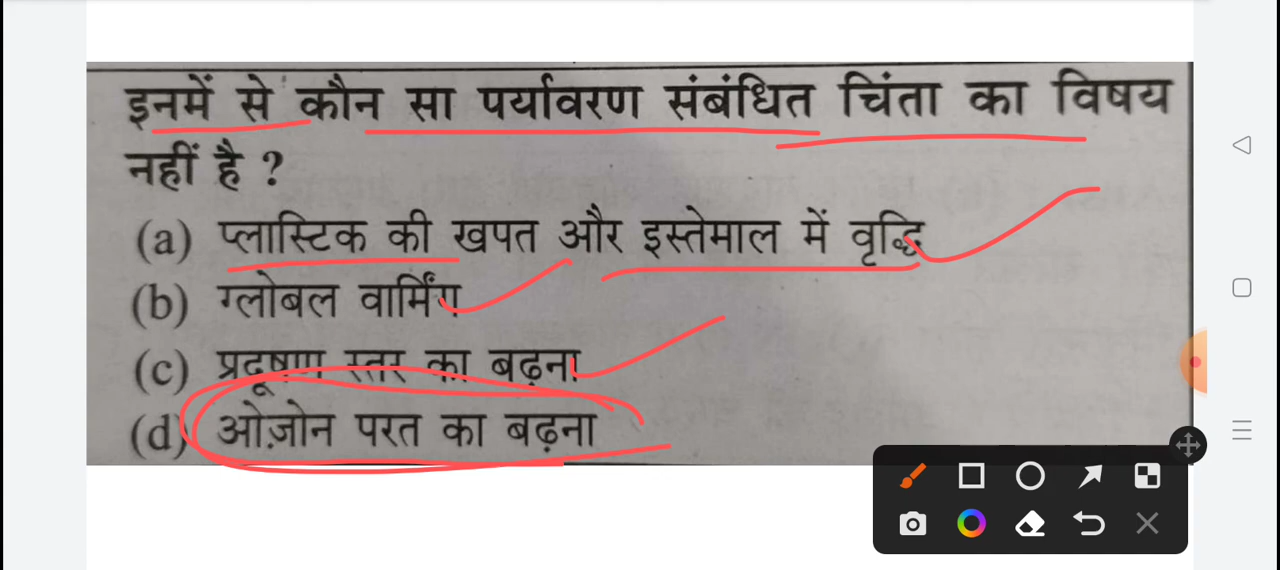 इनमें से कौन सा पर्यावरण संबंधित चिंता का विषय
नहीं है ?
(a) प्लास्टिक की खपत और इस्तेमाल में वृद्धि
(b) ग्लोबल वार्मिंग
(c) प्रदूषण स्तर का बढ़ना
(d) ओज़ोन परत का बढ़ना